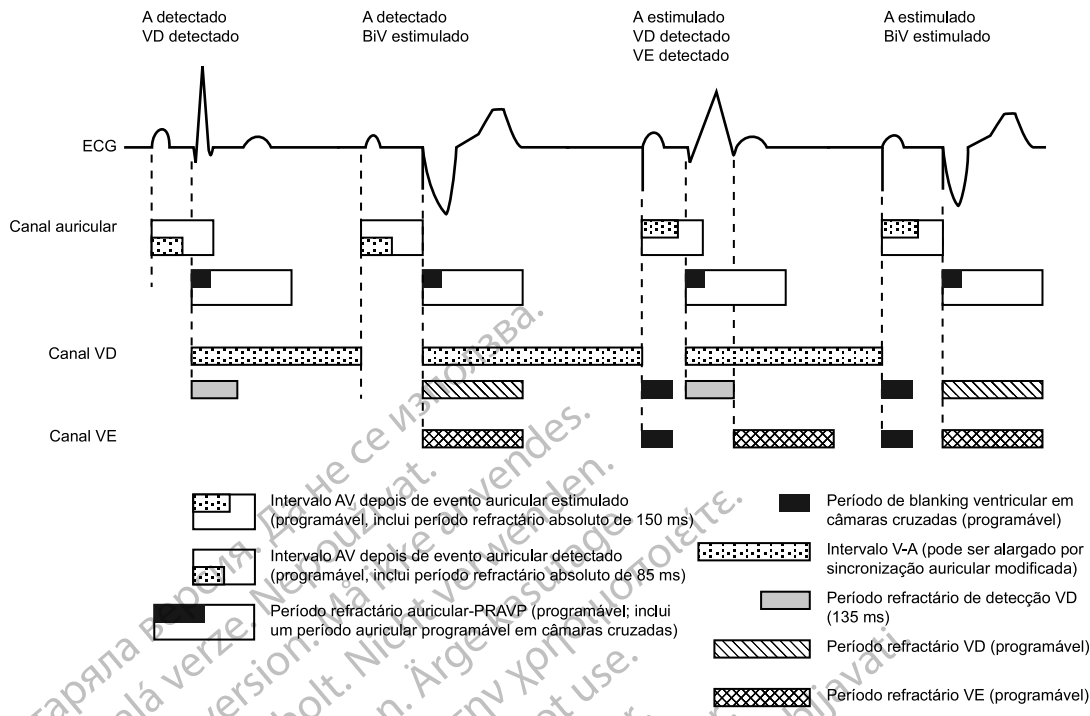 A detectado
VD detectado
A detectado
BiV estimulado
A estimulado
VD detectado
VE detectado
A estimulado
BiV estimulado
ECG
Canal auricular
Canal VD
Canal VE
Intervalo AV depois de evento auricular estimulado
(programável, inclui período refractário absoluto de 150 ms)
Intervalo AV depois de evento auricular detectado
(programável, inclui período refractário absoluto de 85 ms)
Período refractário auricular-PRAVP (programável; inclui
um período auricular programável em câmaras cruzadas)
Período de blanking ventricular em
câmaras cruzadas (programável)
Intervalo V-A (pode ser alargado por
sincronização auricular modificada)
Período refractário de detecção VD
(135 ms)
Período refractário VD (programável)
Período refractário VE (programável)